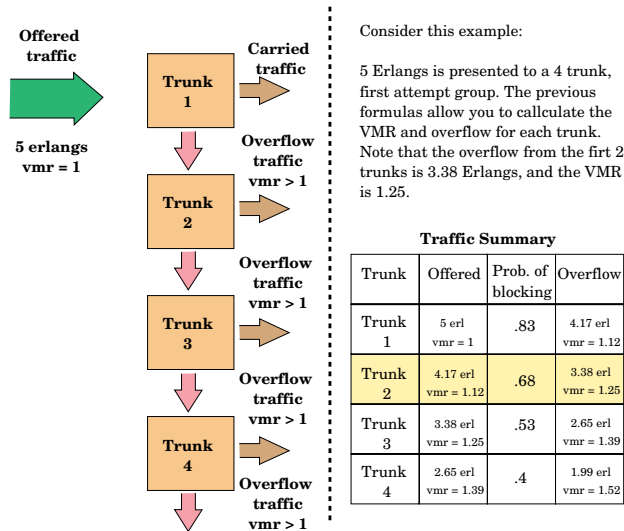 Offered
traffic
5 erlangs
vmr = 1
Trunk
1
Carried
traffic
Overflow
traffic
vmr > 1
Trunk
2
Overflow
traffic
vmr > 1
Trunk
3
Overflow
traffic
vmr > 1
Trunk
4
Overflow
traffic
vmr > 1
Consider this example:
5 Erlangs is presented to a 4 trunk,
first attempt group. The previous
formulas allow you to callculate the
VMR and overflow for each trunk.
Note that the overflow from the firt 2
trunks is 3.38 Erlangs, and the VMR
is 1.25.
Traffic Summary
Trunk Offered Prob. of blocking Overflow
Trunk 1 5 erl vmr = 1 .83 4.17 erl vmr = 1.12
Trunk 2 4.17 erl vmr = 1.12 .68 3.38 erl vmr = 1.25
Trunk 3 3.38 erl vmr = 1.25 .53 2.65 erl vmr = 1.39
Trunk 4 2.65 erl vmr = 1.39 .4 1.99 erl vmr = 1.52